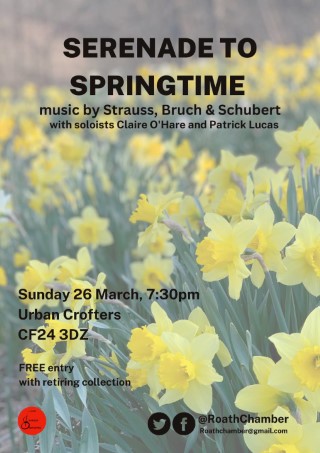 SERENADE TO
SPRINGTIME
music by Strauss, Bruch & Schubert
with soloists Claire O'Hare and Patrick Lucas
Sunday 26 March, 7:30pm
Urban Crofters
CF24 3DZ
FREE entry
with retiring collection
@RoathChamber
Roathchamber@gmail.com